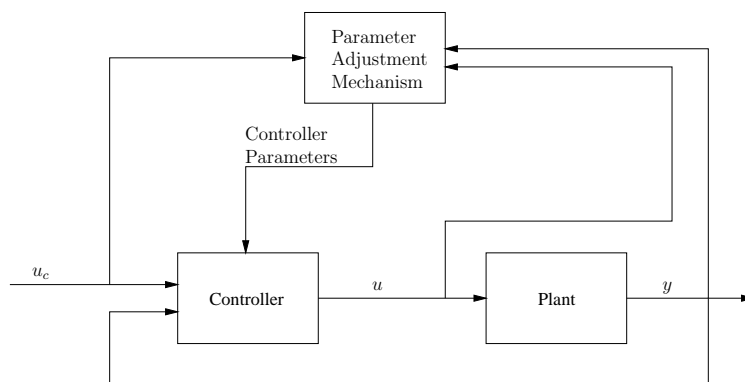 Parameter
Adjustment
Mechanism
Controller
Parameters
u_c
Controller
u
Plant
y